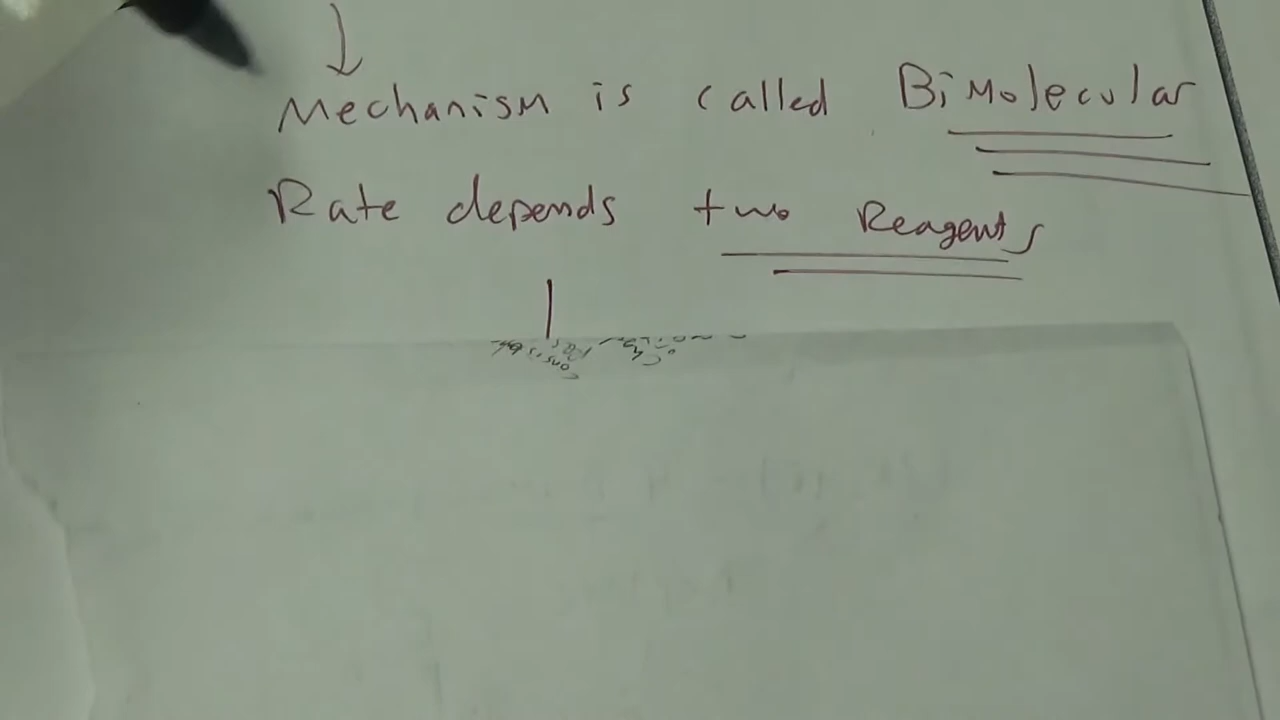 Mechanism is called Bimolecular
Rate depends two Reagents